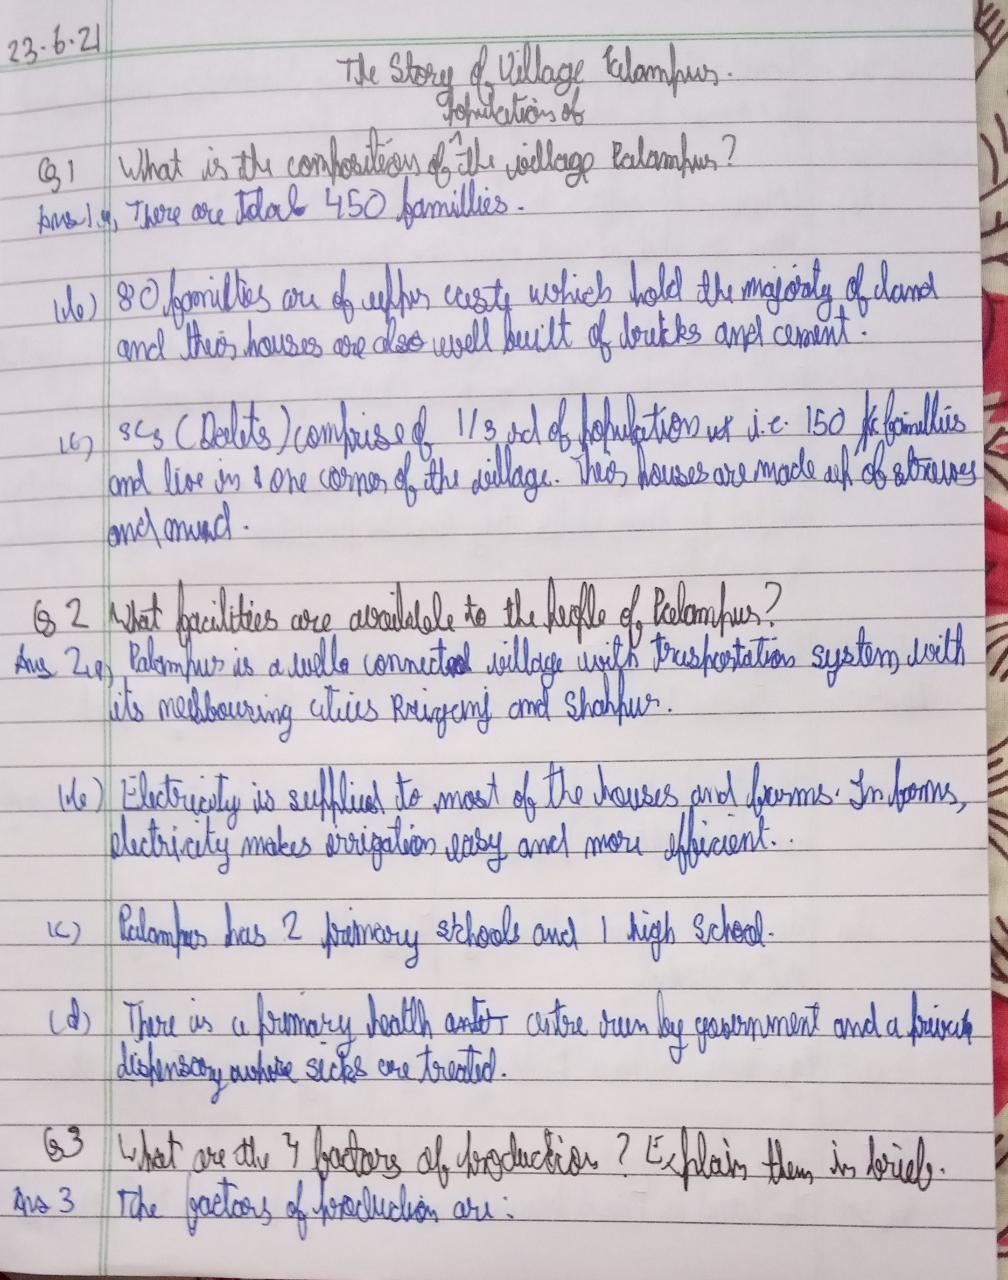 23.6.21
The Story of Village Palampur.
Population of
Q1 What is the composition of ^ the village Palampur?
Ans 1.a, There are Total 450 famillies.
(b) 80 famillies are of upper caste which hold the majority of land
and their houses are also well built of brickks and cement.
(c) SCs (Dalits) comprise of 1/3 rd of population i.e. 150 famillies
and live in one corner of the village. Their houses are made up of straws
and mud.
Q2 What facilities are available to the people of Palampur?
Ans 2.a, Palampur is a well connected village with trasportation system, with
its neghbouring citiies Raiganj and Shahpur.
(b) Electricity is supplied to most of the houses and farms. In farms,
electricity makes irrigation easy and more efficient..
(c) Palampur has 2 primary schools and 1 high School.
(d) There is a primary health centre run by government and a private
dispensary where sicks are treated.
Q3 What are the 4 factors of production? Explain them in brief.
Ans 3 The factors of production are: